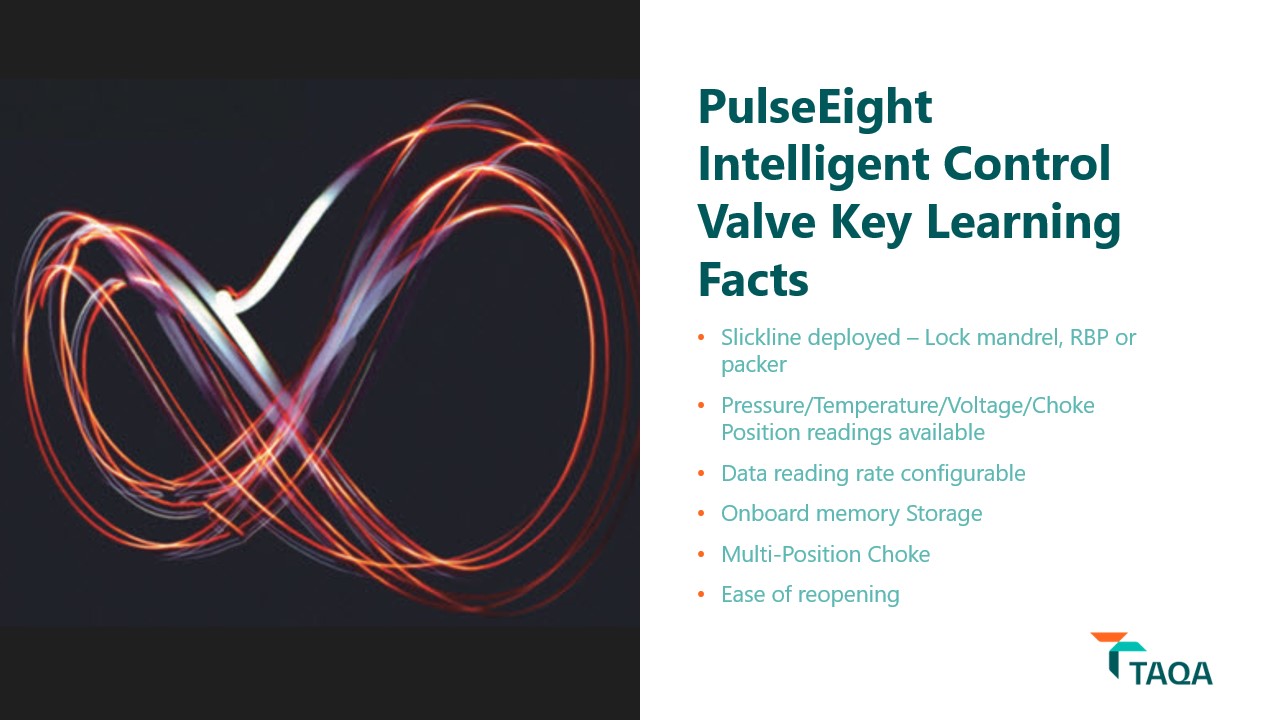 PulseEight
Intelligent Control
Valve Key Learning
Facts
• Slickline deployed – Lock mandrel, RBP or
packer
• Pressure/Temperature/Voltage/Choke
Position readings available
• Data reading rate configurable
• Onboard memory Storage
• Multi-Position Choke
• Ease of reopening
TAQA